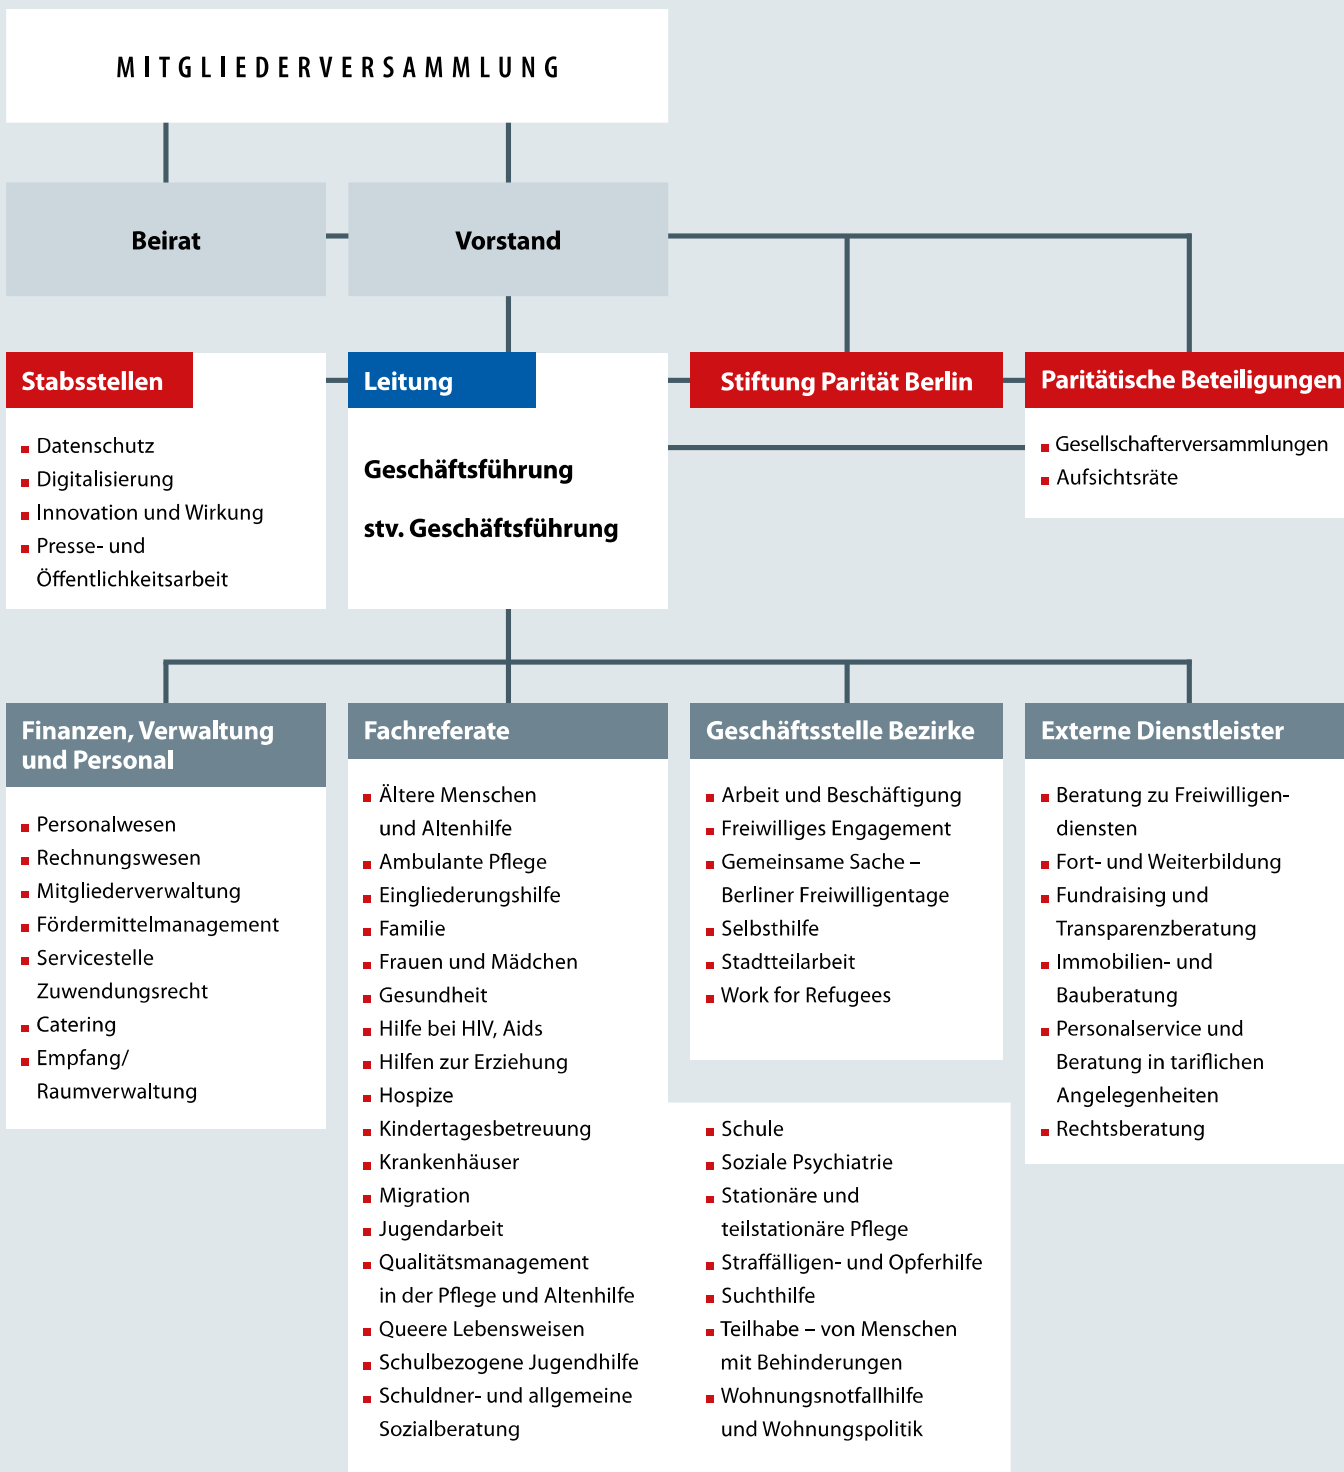 MITGLIEDERVERSAMMLUNG
Beirat
Vorstand
Stabsstellen
Datenschutz
Digitalisierung
Innovation und Wirkung
Presse- und
Öffentlichkeitsarbeit
Leitung
Geschäftsführung
stv. Geschäftsführung
Stiftung Parität Berlin
Paritätische Beteiligungen
Gesellschafterversammlungen
Aufsichtsräte
Finanzen, Verwaltung
und Personal
Personalwesen
Rechnungswesen
Mitgliederverwaltung
Fördermittelmanagement
Servicestelle
Zuwendungsrecht
Catering
Empfang/
Raumverwaltung
Fachreferate
Ältere Menschen
und Altenhilfe
Ambulante Pflege
Eingliederungshilfe
Familie
Frauen und Mädchen
Gesundheit
Hilfe bei HIV, Aids
Hilfen zur Erziehung
Hospize
Kindertagesbetreuung
Krankenhäuser
Migration
Jugendarbeit
Qualitätsmanagement
in der Pflege und Altenhilfe
Queere Lebensweisen
Schulbezogene Jugendhilfe
Schuldner- und allgemeine
Sozialberatung
Schule
Soziale Psychiatrie
Stationäre und
teilstationäre Pflege
Straffälligen- und Opferhilfe
Suchthilfe
Teilhabe – von Menschen
mit Behinderungen
Wohnungsnotfallhilfe
und Wohnungspolitik
Geschäftsstelle Bezirke
Arbeit und Beschäftigung
Freiwilliges Engagement
Gemeinsame Sache –
Berliner Freiwilligentage
Selbsthilfe
Stadtteilarbeit
Work for Refugees
Externe Dienstleister
Beratung zu Freiwilligen-
diensten
Fort- und Weiterbildung
Fundraising und
Transparenzberatung
Immobilien- und
Bauberatung
Personalservice und
Beratung in tariflichen
Angelegenheiten
Rechtsberatung